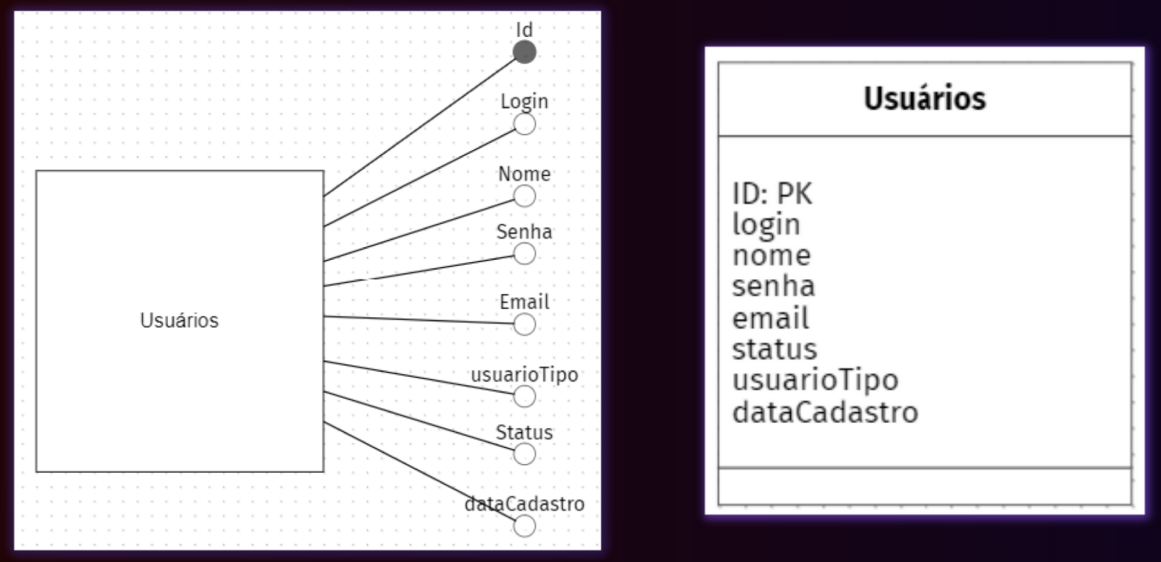 Id
Login
Nome
Senha
Usuários
Email
usuarioTipo
Status
dataCadastro
Usuários
ID: PK
login
nome
senha
email
status
usuarioTipo
dataCadastro